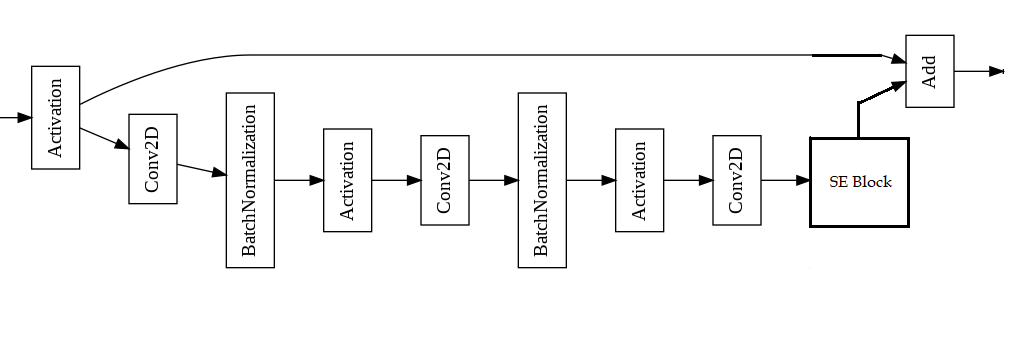 Activation
Conv2D
BatchNormalization
Activation
Conv2D
BatchNormalization
Activation
Conv2D
SE Block
Add